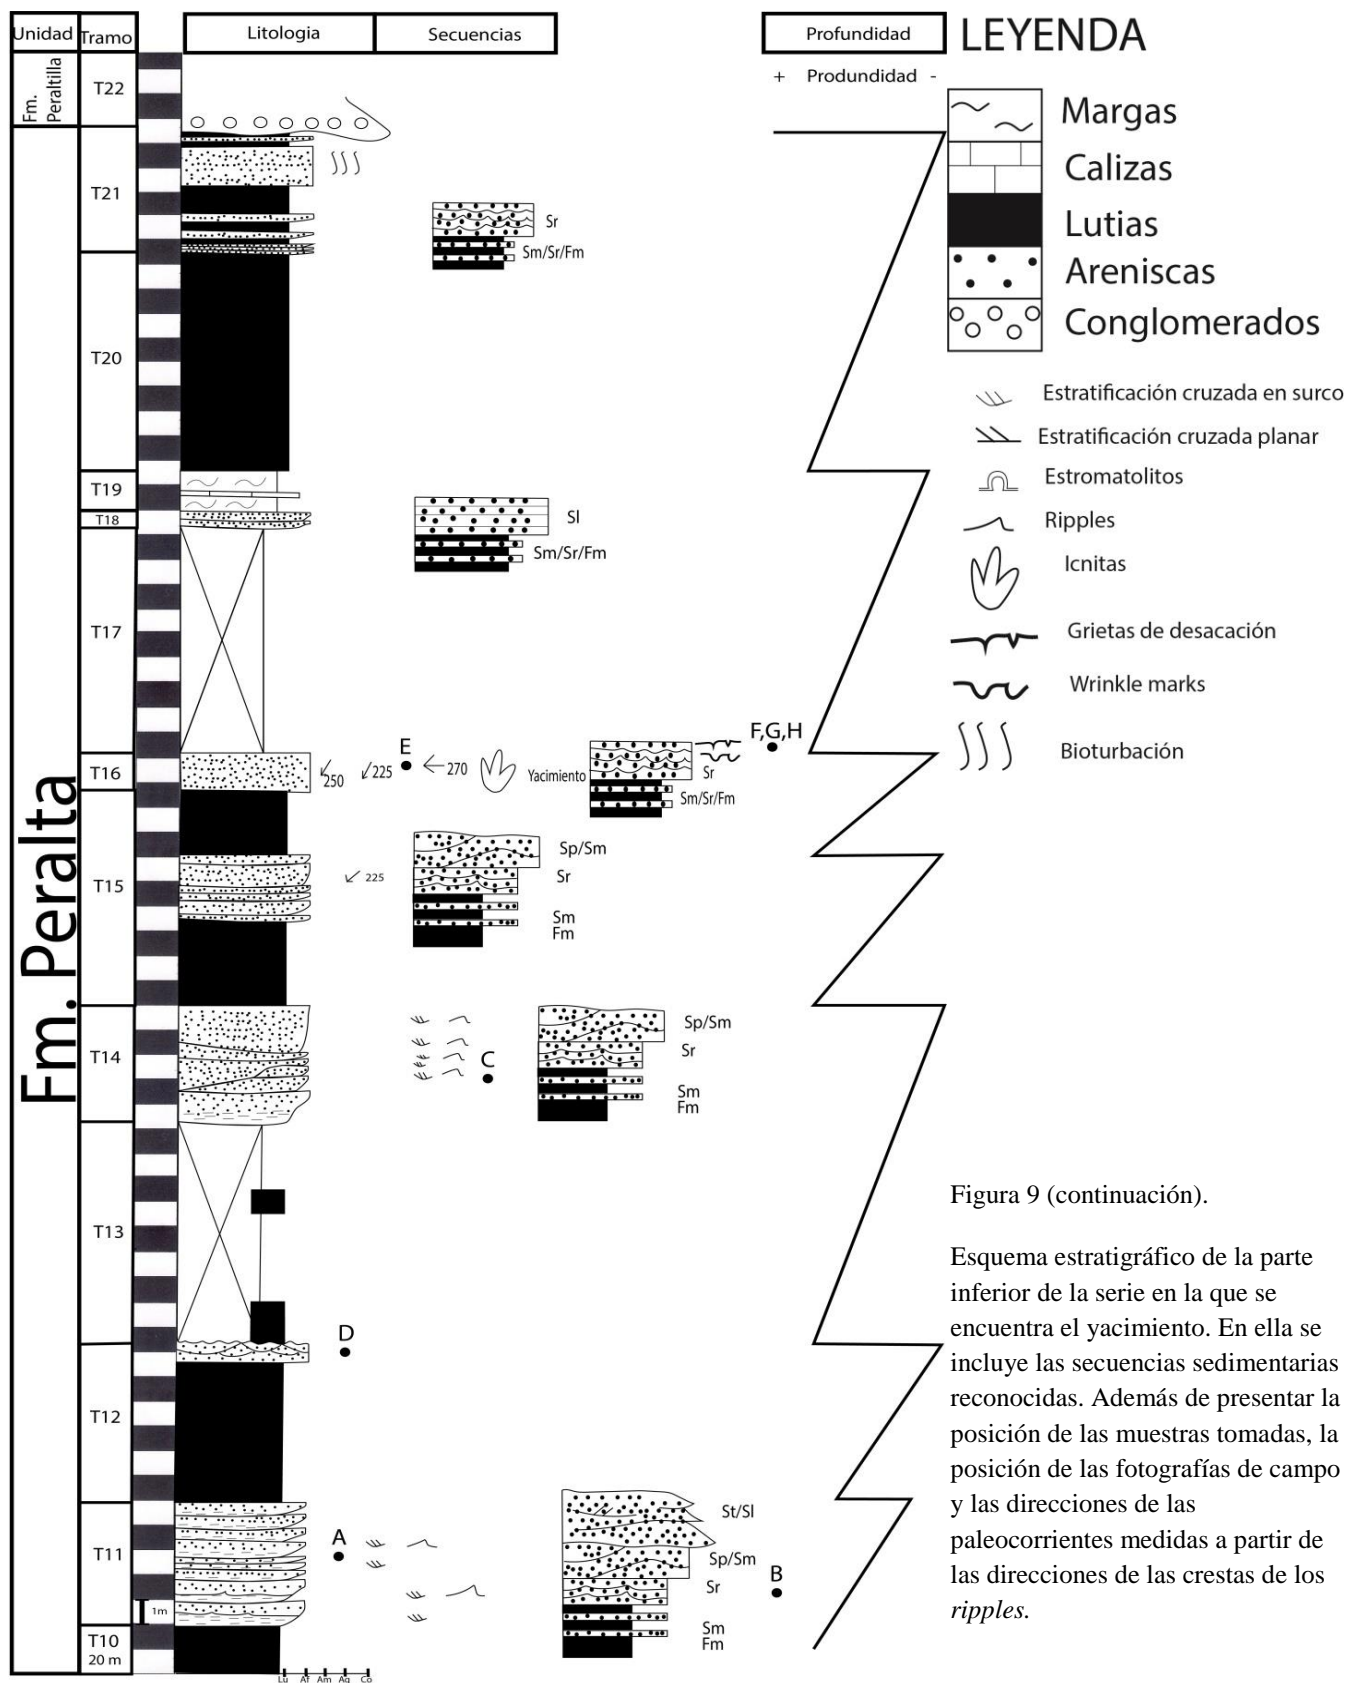 Unidad Tramo Litologia Secuencias Profundidad
LEYENDA
+ Produndidad -
Fm. Peraltilla
T22
T21
Sr
Sm/Sr/Fm
T20
T19
T18
Sl
Sm/Sr/Fm
T17
F,G,H
T16
250
225
E
270
Yacimiento
Sr
Sm/Sr/Fm
Fm. Peralta
T15
225
Sp/Sm
Sr
Sm
Fm
T14
C
Sp/Sm
Sr
Sm
Fm
T13
D
T12
T11
A
St/Sl
Sp/Sm
Sr
B
Sm
Fm
1m
T10
20 m
Lu Af Am Ag Co
Margas
Calizas
Lutias
Areniscas
Conglomerados
Estratificación cruzada en surco
Estratificación cruzada planar
Estromatolitos
Ripples
Icnitas
Grietas de desacación
Wrinkle marks
Bioturbación
Figura 9 (continuación).
Esquema estratigráfico de la parte
inferior de la serie en la que se
encuentra el yacimiento. En ella se
incluye las secuencias sedimentarias
reconocidas. Además de presentar la
posición de las muestras tomadas, la
posición de las fotografías de campo
y las direcciones de las
paleocorrientes medidas a partir de
las direcciones de las crestas de los
ripples.